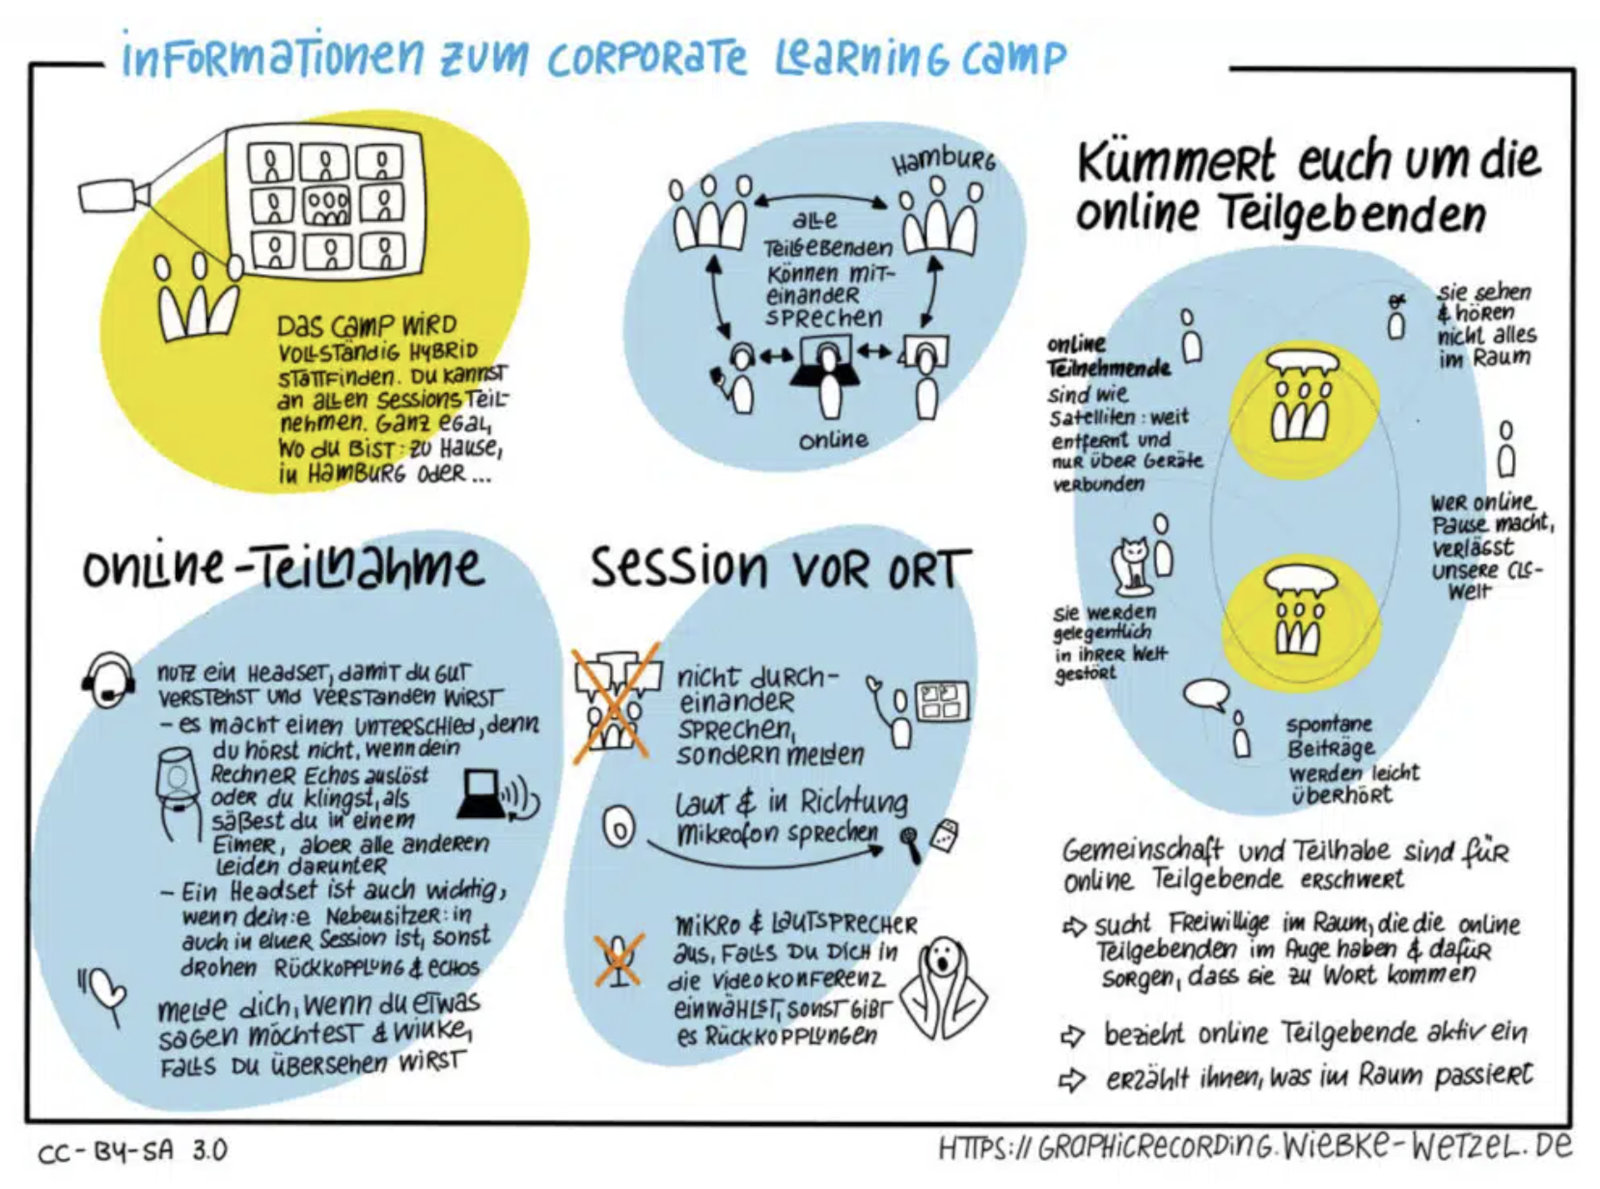 informationen zum Corporate Learning Camp
Das Camp wird
vollständig hybrid
stattfinden. Du kannst
an allen Sessions teil-
nehmen. Ganz egal,
wo du bist: zu Hause,
in Hamburg oder ...
Hamburg
alle
Teilgebenden
können mit-
einander
sprechen
online
Kümmert euch um die
online Teilgebenden
online
Teilnehmende
sind wie
Satelliten: weit
entfernt und
nur über Geräte
verbunden
sie sehen
& hören
nicht alles
im Raum
wer online
Pause macht,
verlässt
unsere CLC-
Welt
Sie werden
gelegentlich
in ihrer Welt
gestört
spontane
Beiträge
werden leicht
überhört
Gemeinschaft und Teilhabe sind für
online Teilgebende erschwert
⇨ sucht Freiwillige im Raum, die die online
Teilgebenden im Auge haben & dafür
sorgen, dass sie zu Wort kommen
⇨ bezieht online Teilgebende aktiv ein
⇨ erzählt ihnen, was im Raum passiert
online-Teilnahme
nutz ein Headset, damit du gut
verstehst und verstanden wirst
- es macht einen Unterschied, denn
du hörst nicht, wenn dein
Rechner Echos auslöst
oder du klingst, als
säßest du in einem
Eimer, aber alle anderen
leiden darunter
- Ein Headset ist auch wichtig,
wenn dein:e Nebensitzer:in
auch in einer Session ist, sonst
drohen Rückkopplung & echos
melde dich, wenn du etwas
sagen möchtest & winke,
falls du übersehen wirst
Session vor Ort
nicht durch-
einander
sprechen,
sondern melden
Laut & in Richtung
Mikrofon sprechen
Mikro & Lautsprecher
aus, falls du dich in
die Videokonferenz
einwählst, sonst gibt
es Rückkopplungen
CC-BY-SA 3.0
https://graphicrecording.wiebke-wetzel.de